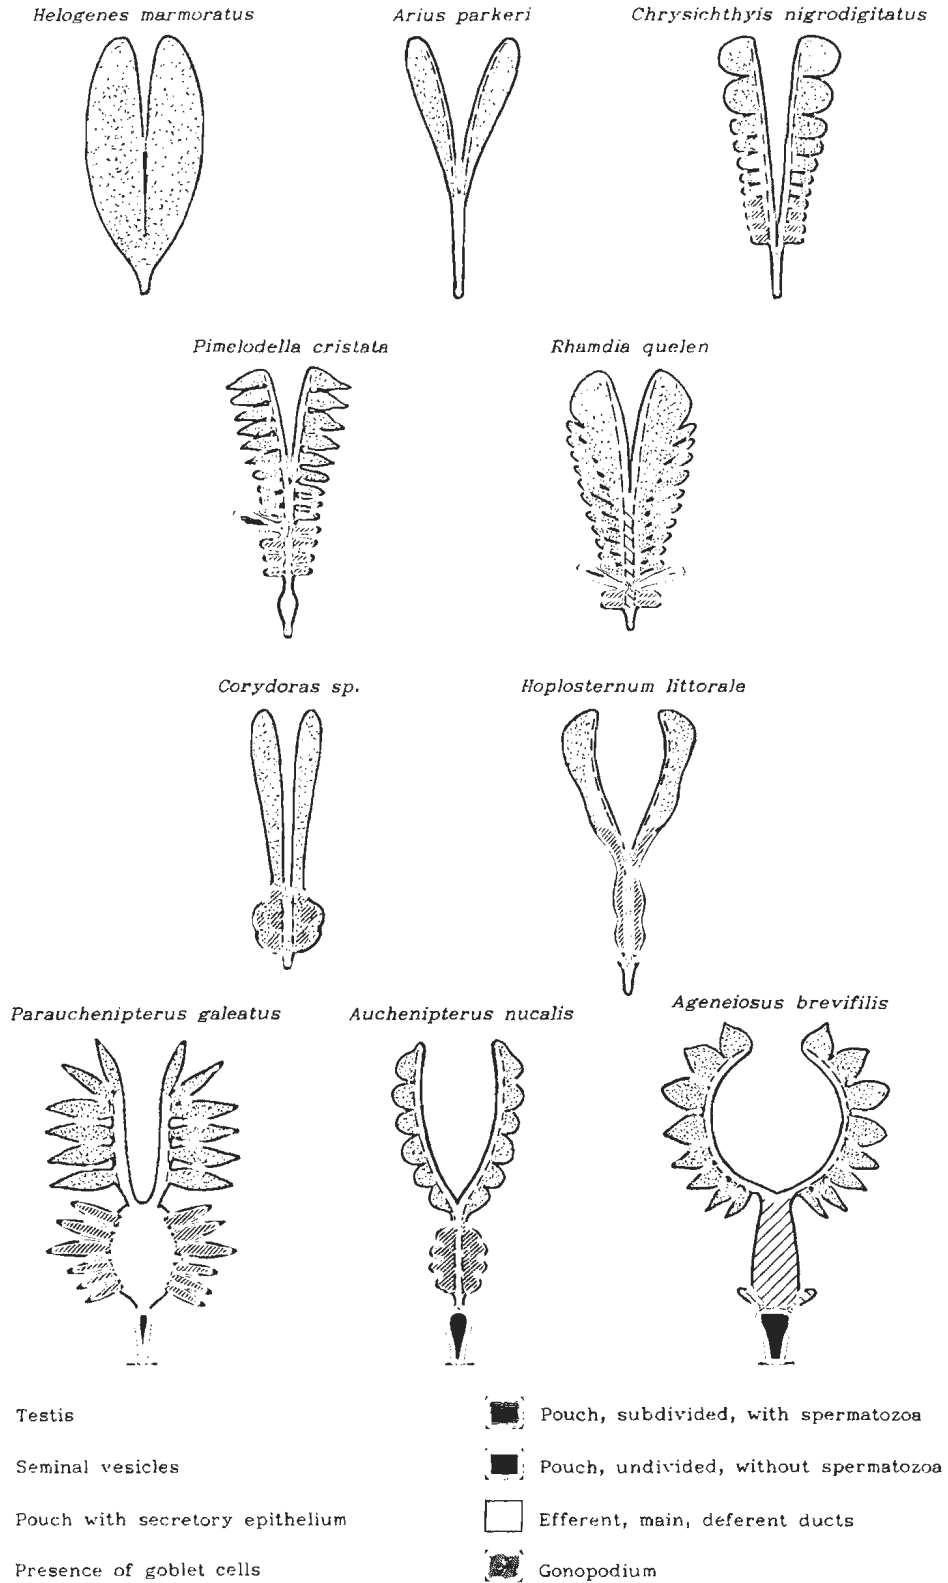 Helogenes marmoratus
Arius parkeri
Chrysichthyis nigrodigitatus
Pimelodella cristata
Rhamdia quelen
Corydoras sp.
Hoplosternum littorale
Parauchenipterus galeatus
Auchenipterus nucalis
Ageneiosus brevifilis
Testis
Seminal vesicles
Pouch with secretory epithelium
Presence of goblet cells
Pouch, subdivided, with spermatozoa
Pouch, undivided, without spermatozoa
Efferent, main, deferent ducts
Gonopodium